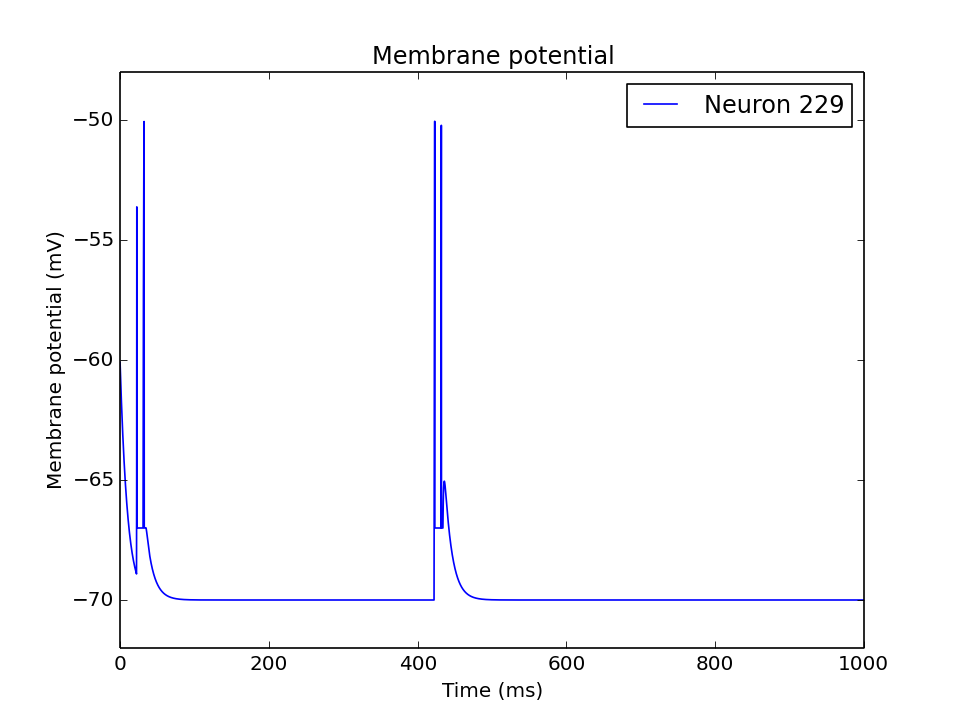 Membrane potential
Neuron 229
Membrane potential (mV)
−50
−55
−60
−65
−70
0 200 400 600 800 1000
Time (ms)